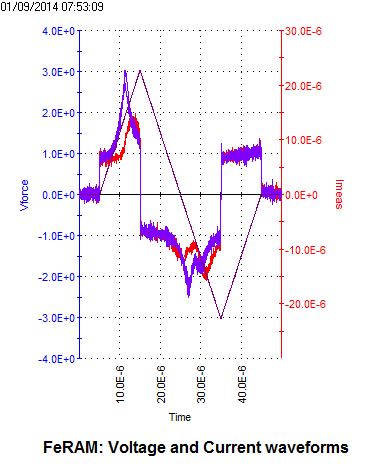 01/09/2014 07:53:09
4.0E+0
3.0E+0
2.0E+0
1.0E+0
0.0E+0
-1.0E+0
-2.0E+0
-3.0E+0
-4.0E+0
Vforce
30.0E-6
20.0E-6
10.0E-6
0.0E+0
-10.0E-6
-20.0E-6
Imeas
10.0E-6
20.0E-6
30.0E-6
40.0E-6
Time
FeRAM: Voltage and Current waveforms